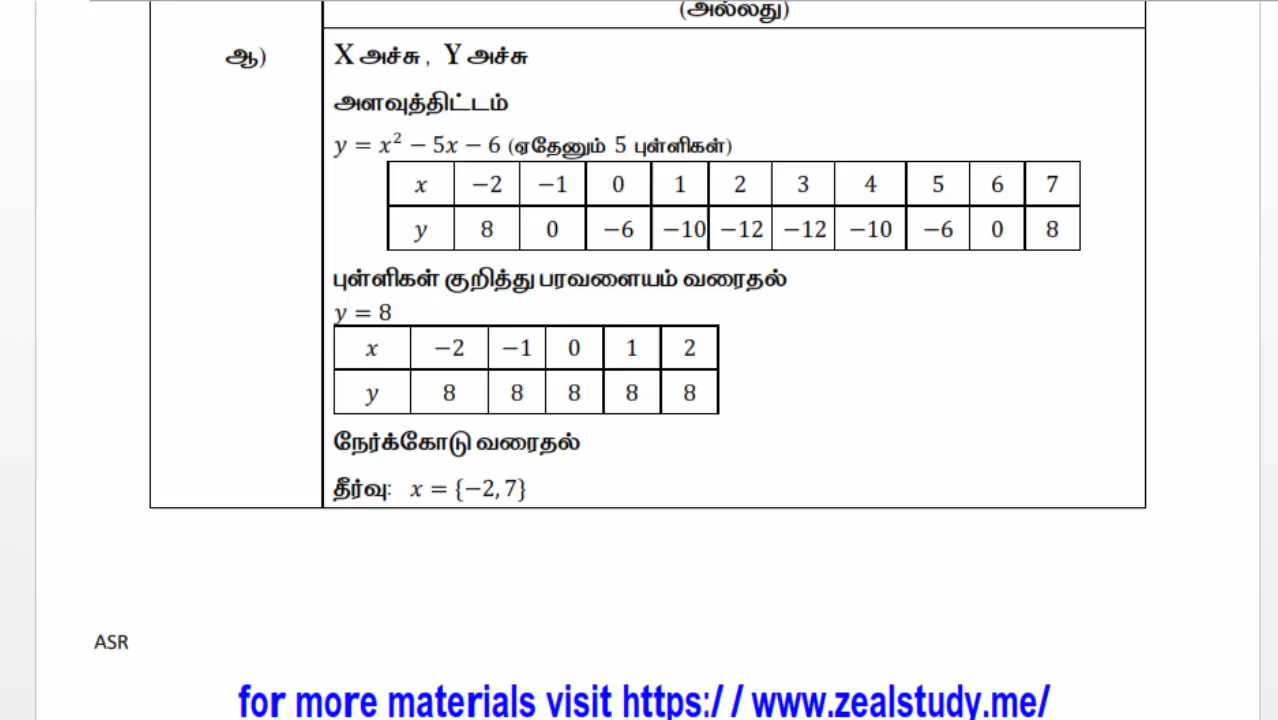 (அல்லது)
ஆ) X அச்சு , Y அச்சு
அளவுத்திட்டம்
y = x² − 5x − 6 (ஏதேனும் 5 புள்ளிகள்)
x −2 −1 0 1 2 3 4 5 6 7
y 8 0 −6 −10 −12 −12 −10 −6 0 8
புள்ளிகள் குறித்து பரவளையம் வரைதல்
y = 8
x −2 −1 0 1 2
y 8 8 8 8 8
நேர்க்கோடு வரைதல்
தீர்வு: x = {−2, 7}
ASR
for more materials visit https: / / www.zealstudy.me/